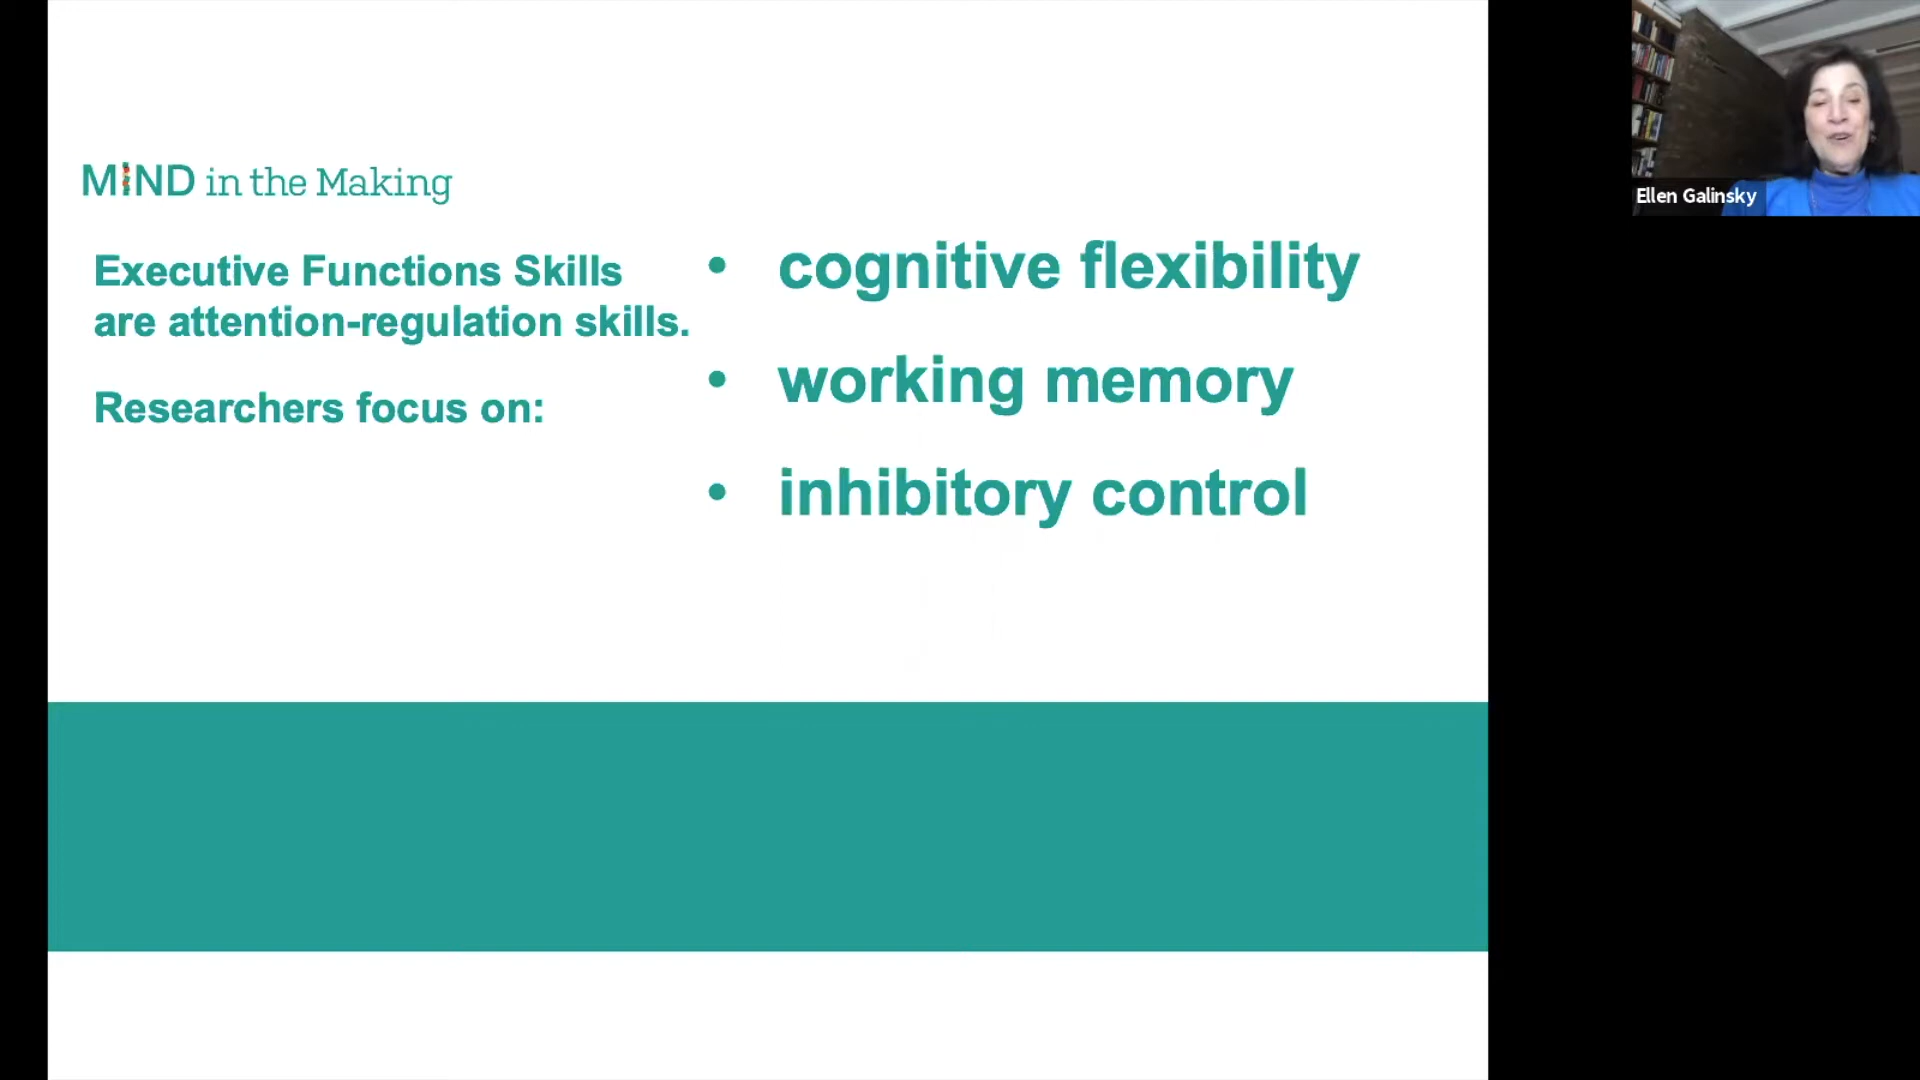 MIND in the Making
Executive Functions Skills
are attention-regulation skills.
Researchers focus on:
• cognitive flexibility
• working memory
• inhibitory control
Ellen Galinsky